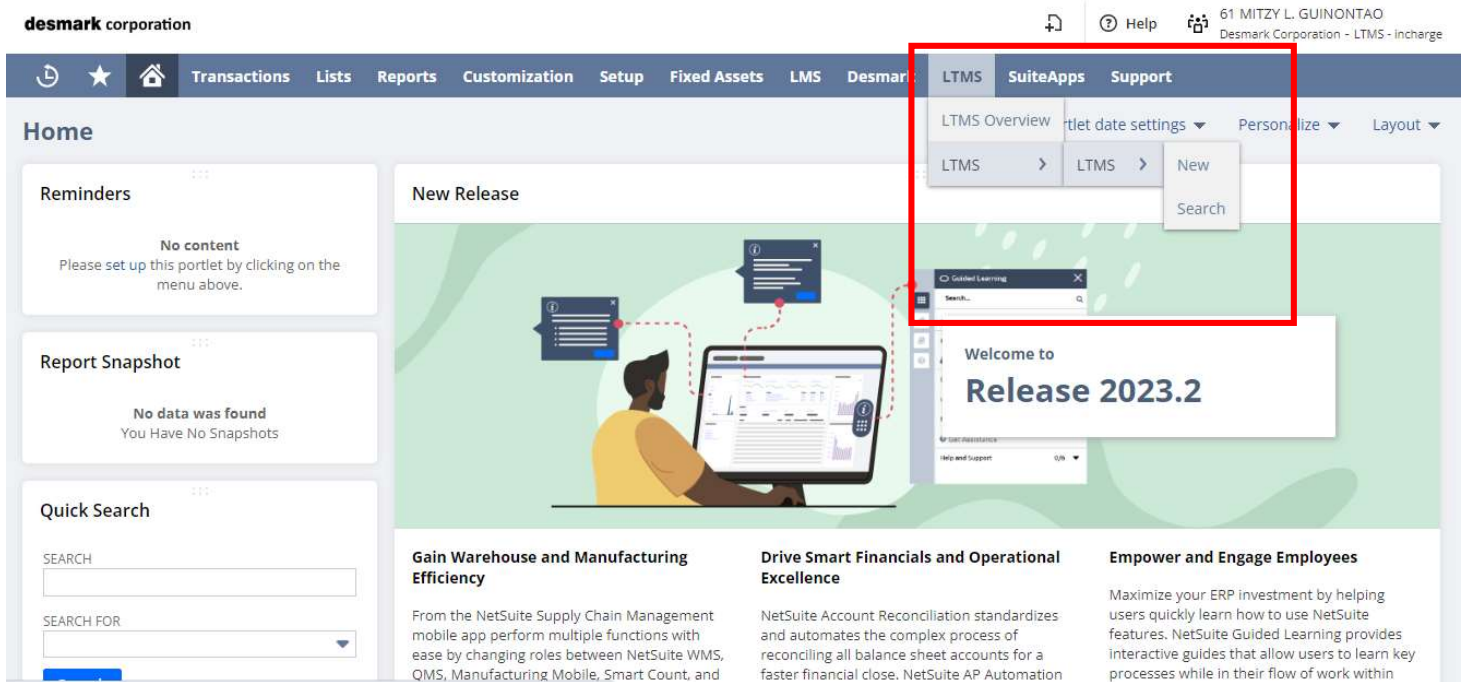 desmark corporation
Help
61 MITZY L. GUINONTAO
Desmark Corporation - LTMS - incharge
Transactions Lists Reports Customization Setup Fixed Assets LMS Desmark LTMS SuiteApps Support
Home
LTMS Overview
date settings Personalize Layout
LTMS LTMS New
Search
Reminders
No content
Please set up this portlet by clicking on the
menu above.
Report Snapshot
No data was found
You Have No Snapshots
Quick Search
SEARCH
SEARCH FOR
New Release
Guided Learning
Search...
Welcome to
Release 2023.2
Get Assistance
Help and Support 0/6
Gain Warehouse and Manufacturing
Efficiency
From the NetSuite Supply Chain Management
mobile app perform multiple functions with
ease by changing roles between NetSuite WMS,
QMS, Manufacturing Mobile, Smart Count, and
Drive Smart Financials and Operational
Excellence
NetSuite Account Reconciliation standardizes
and automates the complex process of
reconciling all balance sheet accounts for a
faster financial close. NetSuite AP Automation
Empower and Engage Employees
Maximize your ERP investment by helping
users quickly learn how to use NetSuite
features. NetSuite Guided Learning provides
interactive guides that allow users to learn key
processes while in their flow of work within